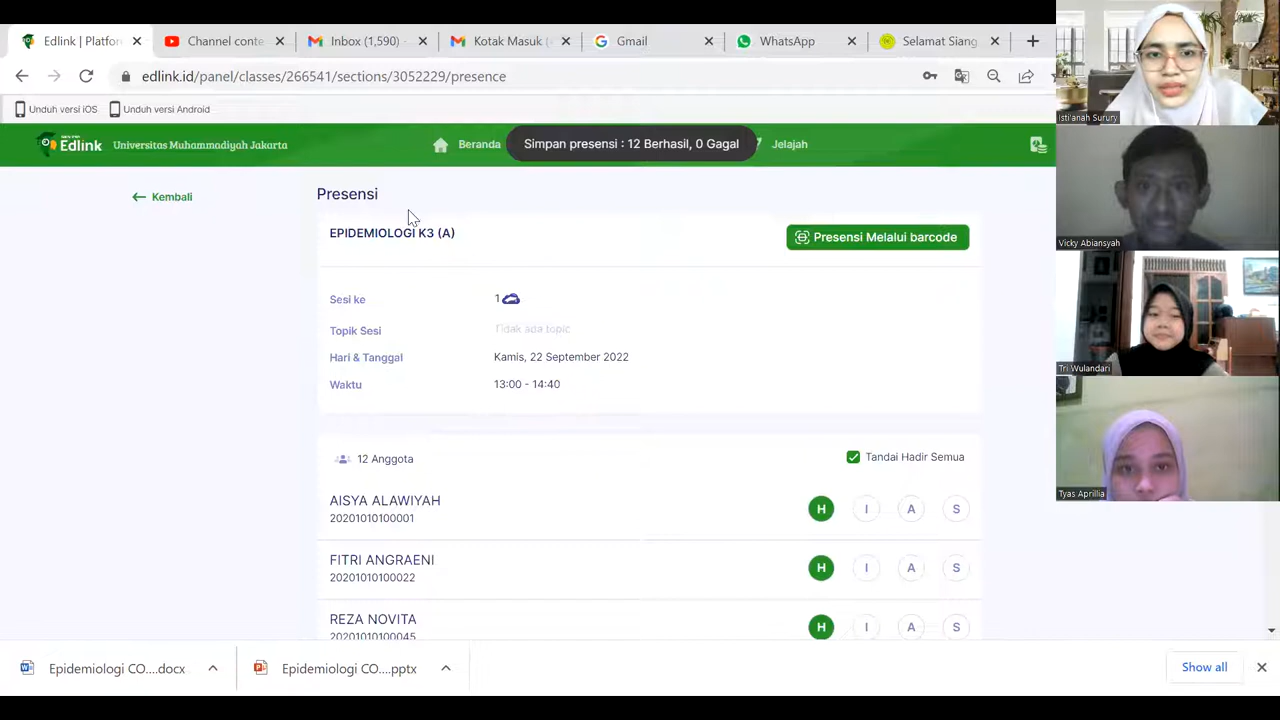 Edlink | Platfor
Channel conte
Inbox (1,590) -
Kotak Masuk (
Gmail
WhatsApp
Selamat Siang
edlink.id/panel/classes/266541/sections/3052229/presence
Unduh versi iOS
Unduh versi Android
Edlink
Universitas Muhammadiyah Jakarta
Beranda
Simpan presensi : 12 Berhasil, 0 Gagal
Jelajah
Kembali
Presensi
EPIDEMIOLOGI K3 (A)
Presensi Melalui barcode
Sesi ke
1
Topik Sesi
Tidak ada topic
Hari & Tanggal
Kamis, 22 September 2022
Waktu
13:00 - 14:40
12 Anggota
Tandai Hadir Semua
AISYA ALAWIYAH
20201010100001
H I A S
FITRI ANGRAENI
20201010100022
H I A S
REZA NOVITA
20201010100045
H I A S
Epidemiologi CO....docx
Epidemiologi CO....pptx
Show all
Isti'anah Surury
Vicky Abiansyah
Tri Wulandari
Tyas Aprillia